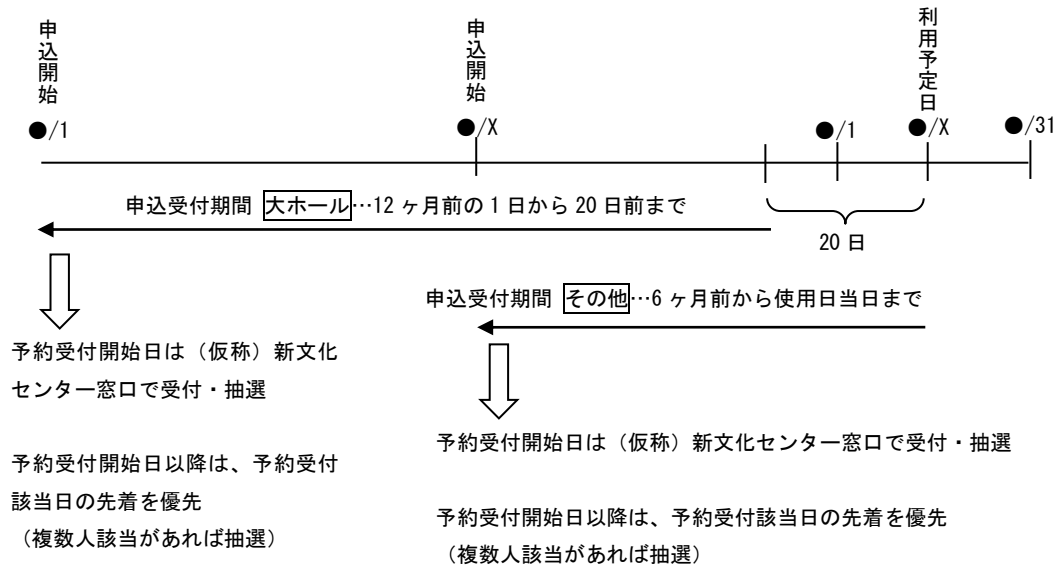 申込開始
申込開始
利用予定日
●/1
●/X
●/1
●/X
●/31
申込受付期間 大ホール…12 ヶ月前の 1 日から 20 日前まで
20 日
申込受付期間 その他…6 ヶ月前から使用日当日まで
予約受付開始日は（仮称）新文化
センター窓口で受付・抽選
予約受付開始日以降は、予約受付
該当日の先着を優先
（複数人該当があれば抽選）
予約受付開始日は（仮称）新文化センター窓口で受付・抽選
予約受付開始日以降は、予約受付該当日の先着を優先
（複数人該当があれば抽選）